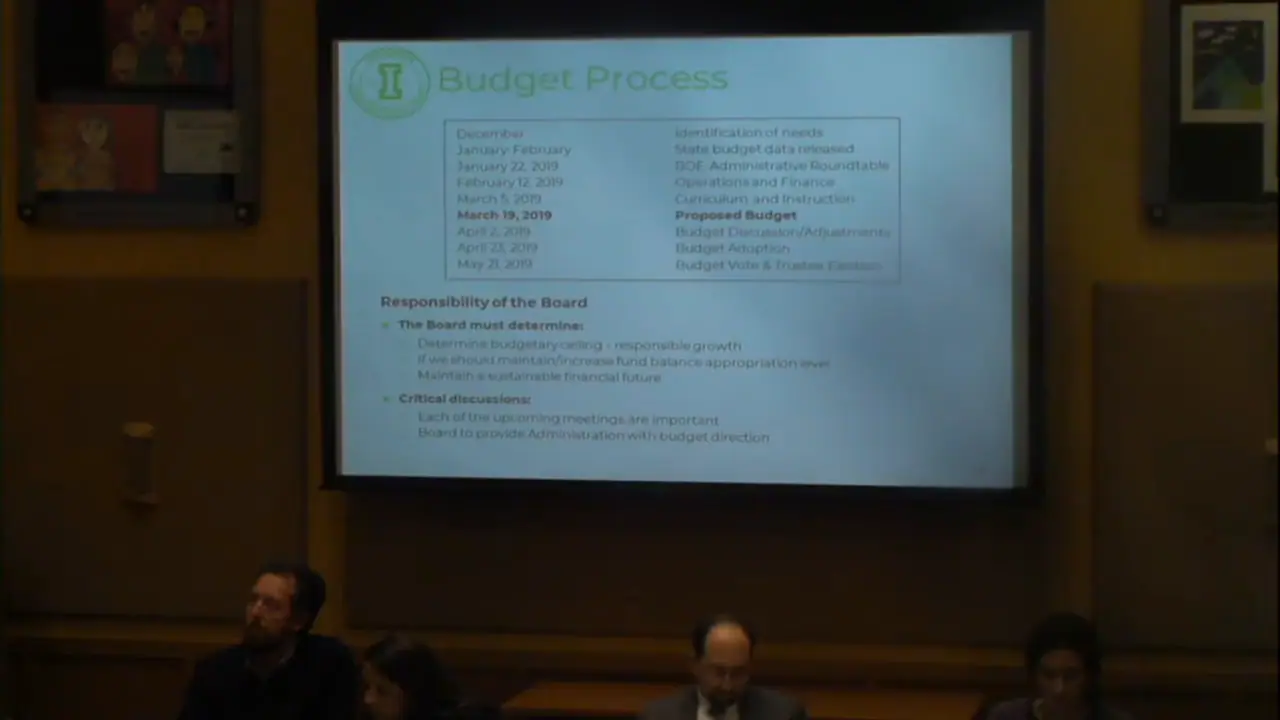 I Budget Process
December Identification of needs
January-February State budget data released
January 22, 2019 BOE-Administrative Roundtable
February 12, 2019 Operations and Finance
March 5, 2019 Curriculum and Instruction
March 19, 2019 Proposed Budget
April 2, 2019 Budget Discussion/Adjustments
April 23, 2019 Budget Adoption
May 21, 2019 Budget Vote & Trustee Election
Responsibility of the Board
The Board must determine:
Determine budgetary ceiling - responsible growth
If we should maintain/increase fund balance appropriation level
Maintain a sustainable financial future
Critical discussions:
Each of the upcoming meetings are important
Board to provide Administration with budget direction